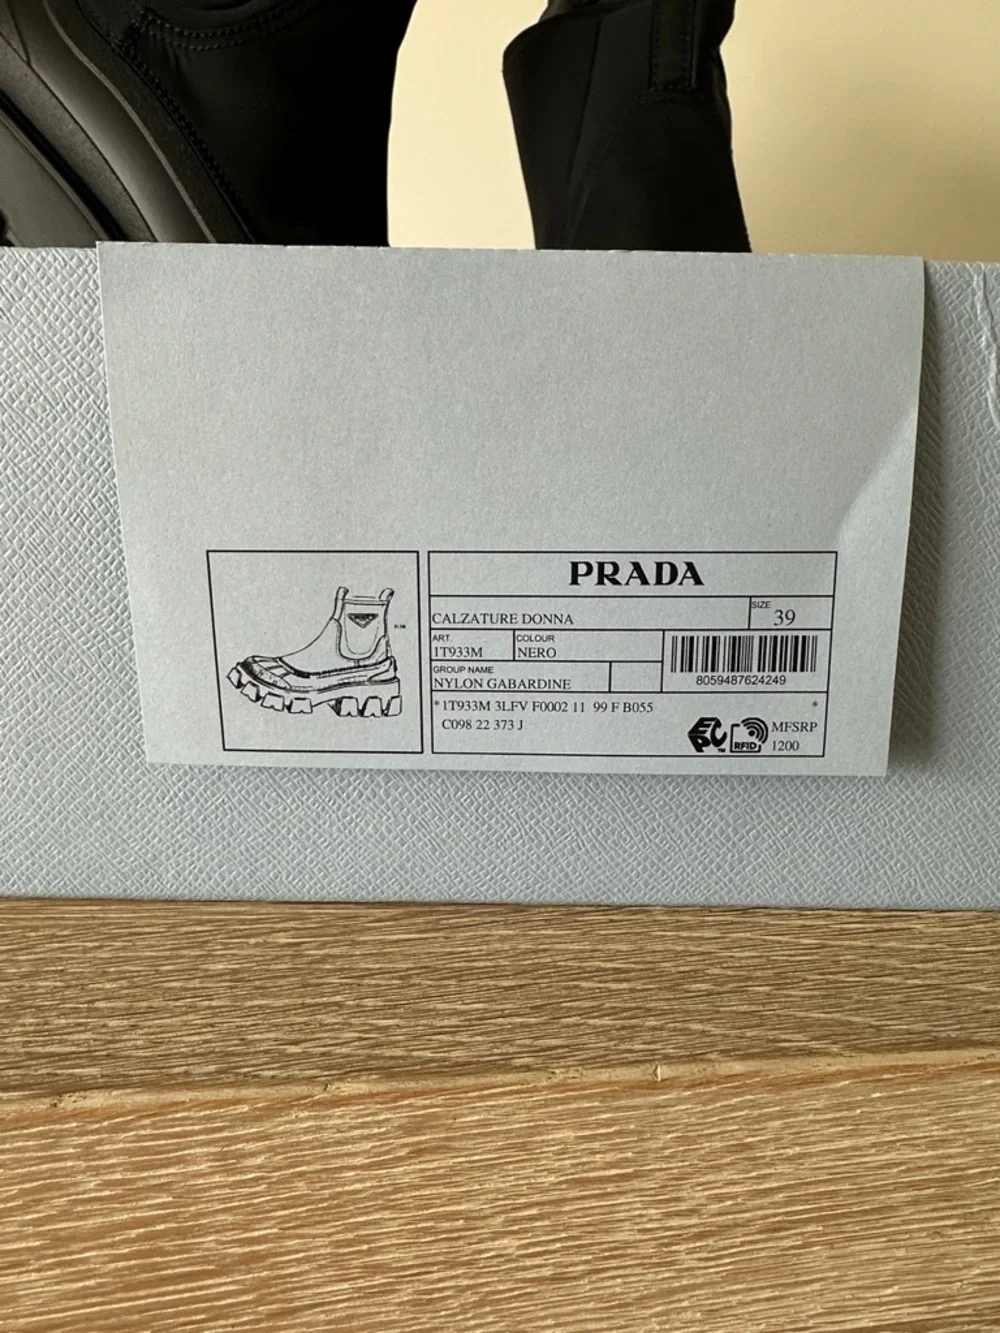 PRADA
CALZATURE DONNA
SIZE
39
ART.
1T933M
COLOUR
NERO
GROUP NAME
NYLON GABARDINE
8059487624249
* 1T933M 3LFV F0002 11 99 F B055 *
C098 22 373 J
EPC™
RFID
MFSRP
1200